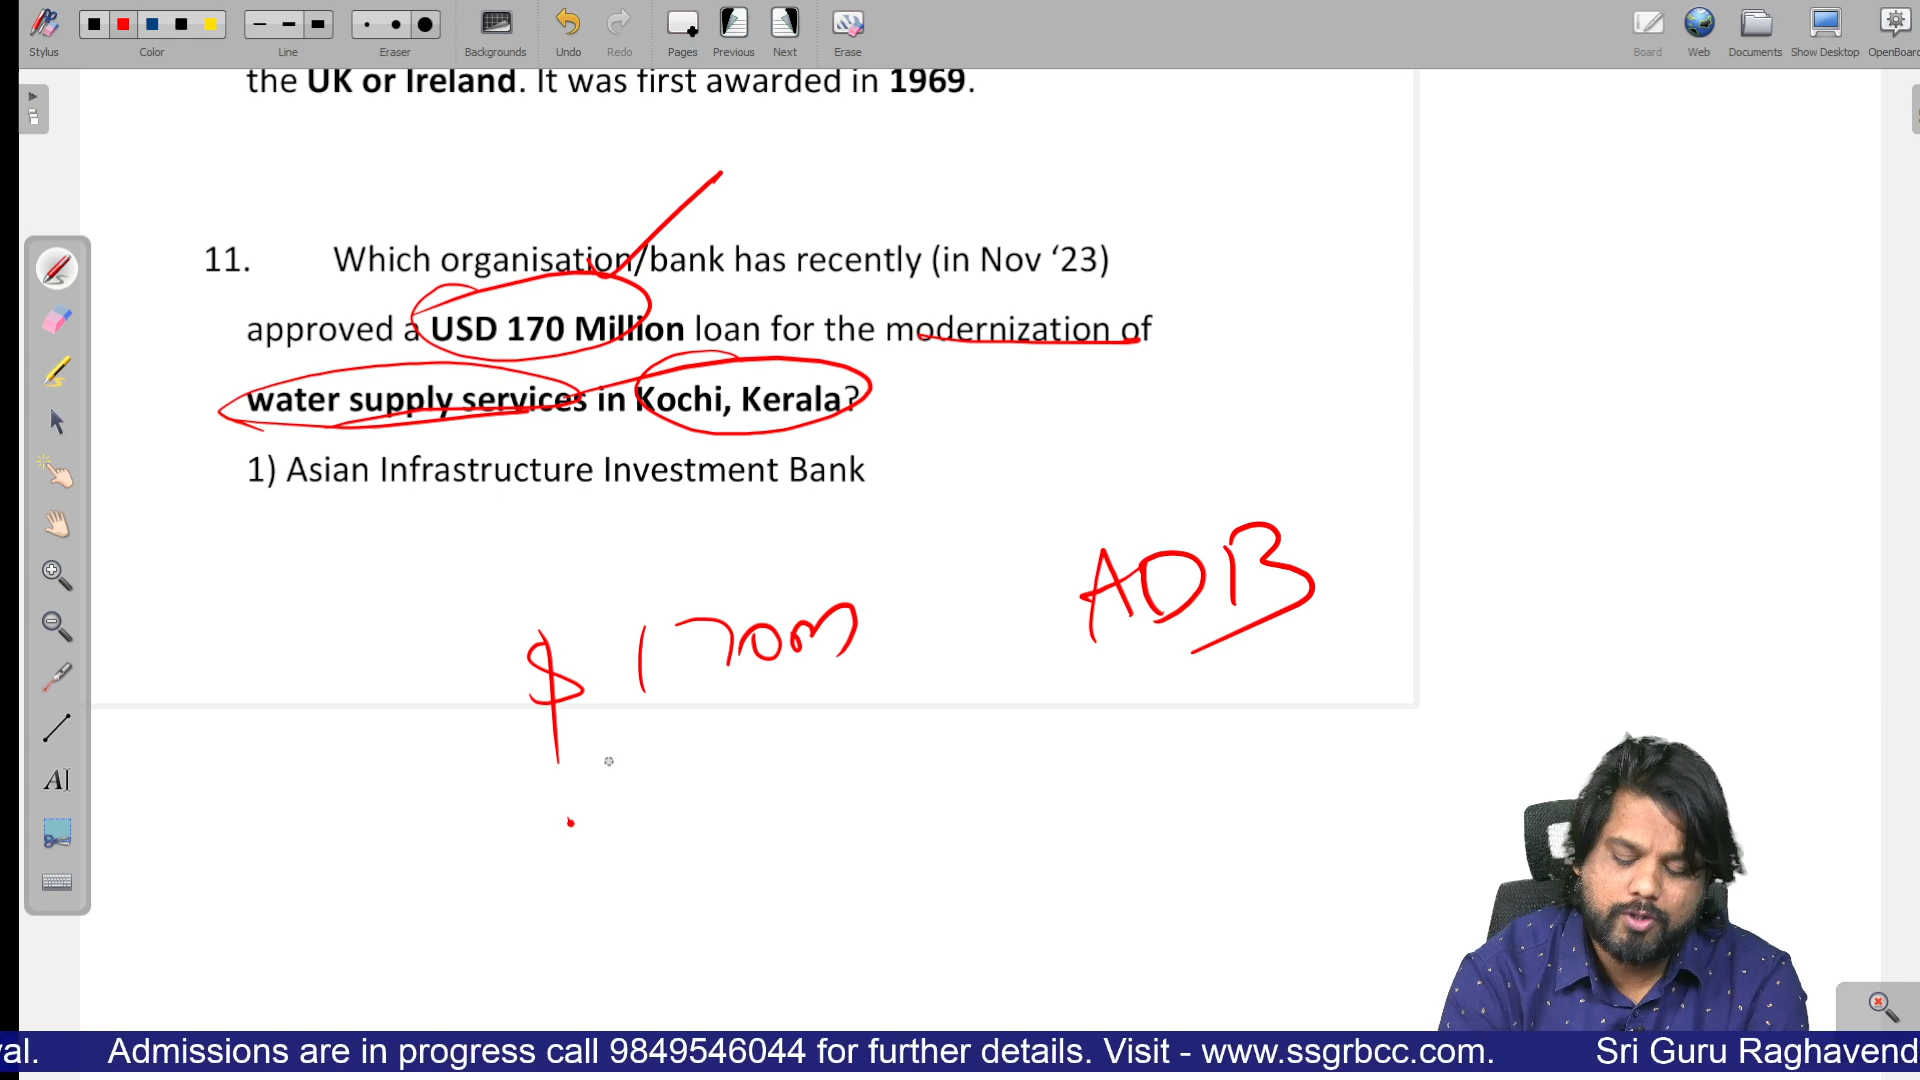 Stylus
Color
Line
Eraser
Backgrounds
Undo
Redo
Pages
Previous
Next
Erase
Board
Web
Documents
Show Desktop
OpenBoard
the UK or Ireland. It was first awarded in 1969.
11. Which organisation/bank has recently (in Nov ‘23)
approved a USD 170 Million loan for the modernization of
water supply services in Kochi, Kerala?
1) Asian Infrastructure Investment Bank
ADB
$ 170m
AI
al. Admissions are in progress call 9849546044 for further details. Visit - www.ssgrbcc.com. Sri Guru Raghavend